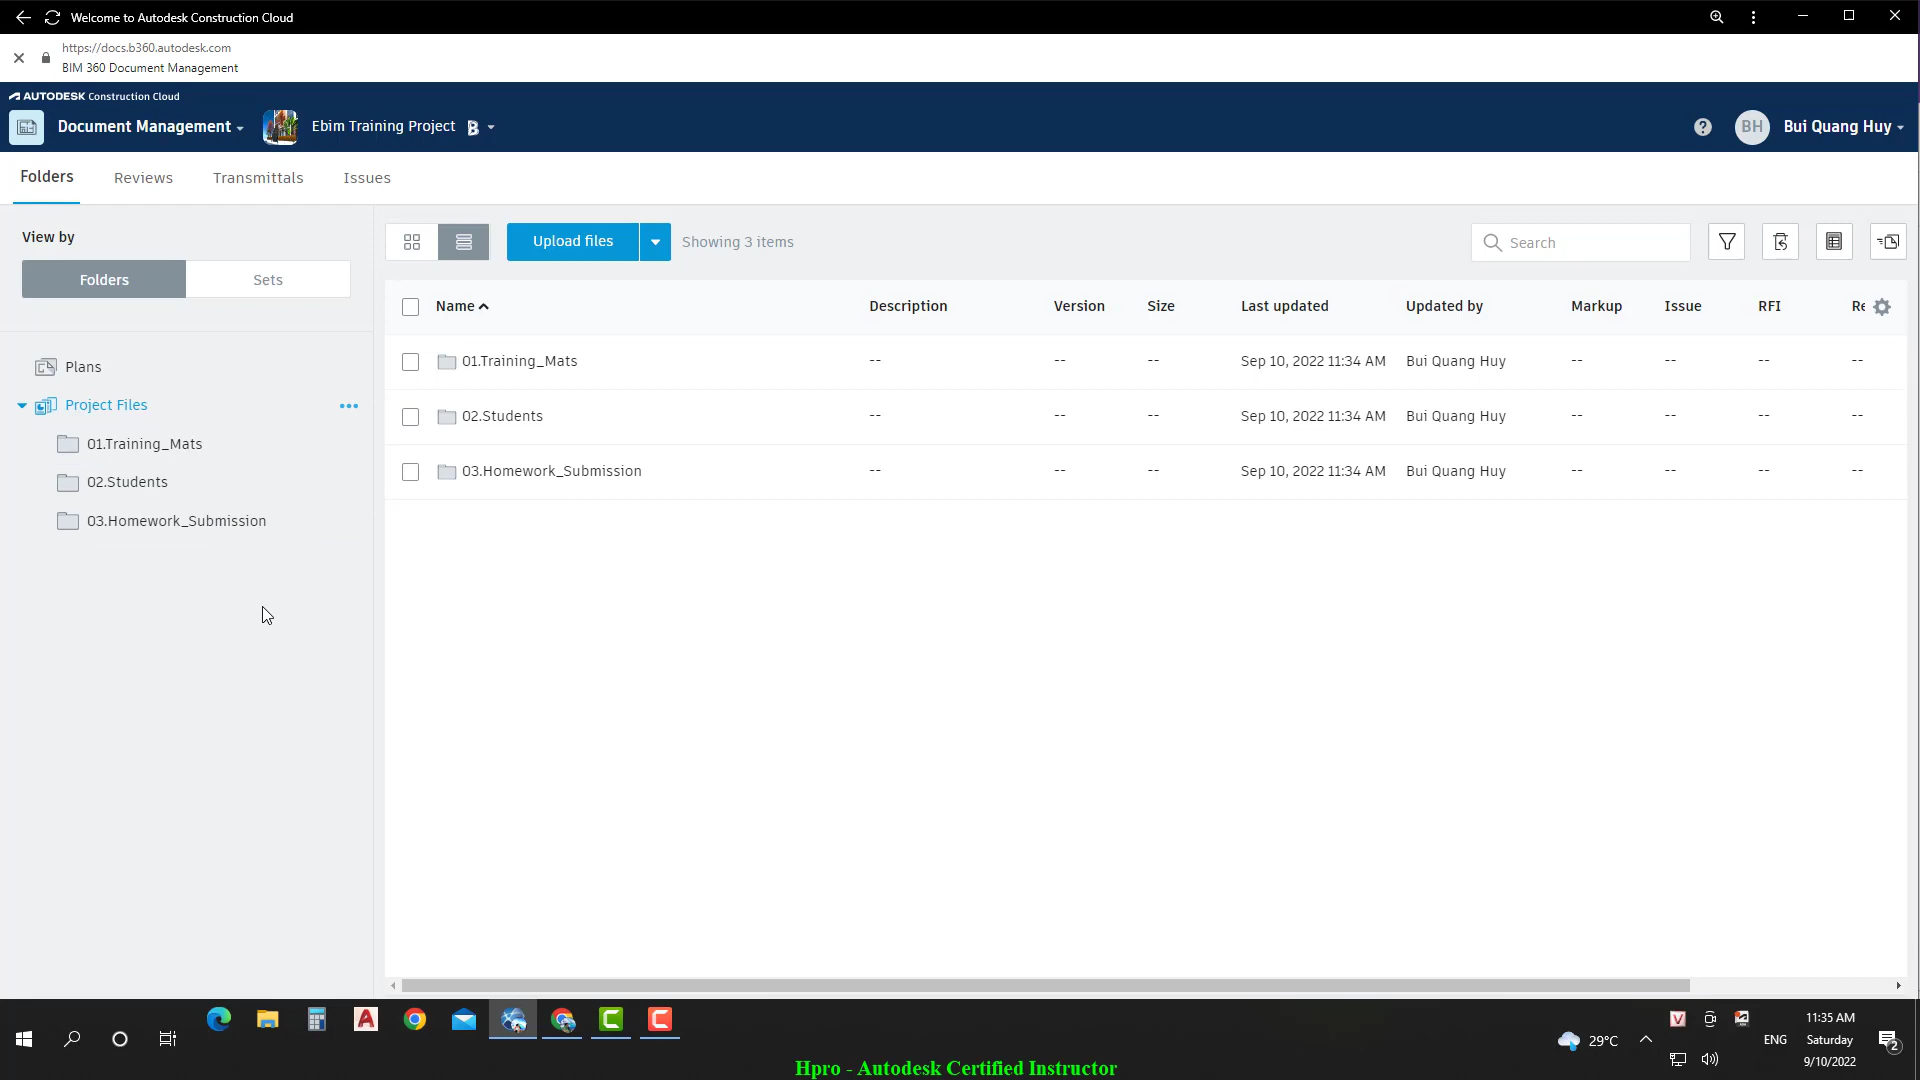 Welcome to Autodesk Construction Cloud
https://docs.b360.autodesk.com
BIM 360 Document Management
AUTODESK Construction Cloud
Document Management
Ebim Training Project
BH
Bui Quang Huy
Folders
Reviews
Transmittals
Issues
View by
Folders
Sets
Plans
Project Files
01.Training_Mats
02.Students
03.Homework_Submission
Upload files
Showing 3 items
Search
Name Description Version Size Last updated Updated by Markup Issue RFI Re
01.Training_Mats -- -- -- Sep 10, 2022 11:34 AM Bui Quang Huy -- -- -- --
02.Students -- -- -- Sep 10, 2022 11:34 AM Bui Quang Huy -- -- -- --
03.Homework_Submission -- -- -- Sep 10, 2022 11:34 AM Bui Quang Huy -- -- -- --
29°C
ENG
11:35 AM
Saturday
9/10/2022
2
Hpro - Autodesk Certified Instructor